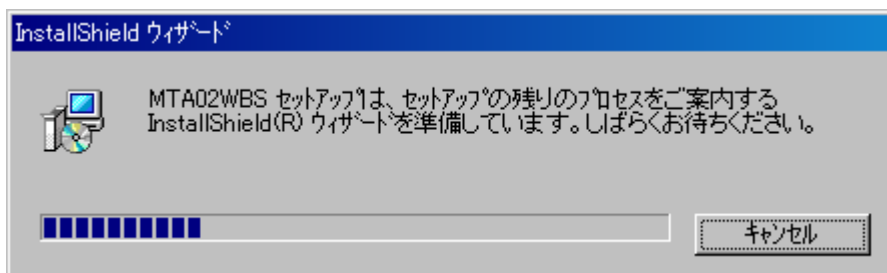 InstallShield ウィザード
MTA02WBS セットアップは、セットアップの残りのプロセスをご案内する
InstallShield(R) ウィザードを準備しています。しばらくお待ちください。
キャンセル